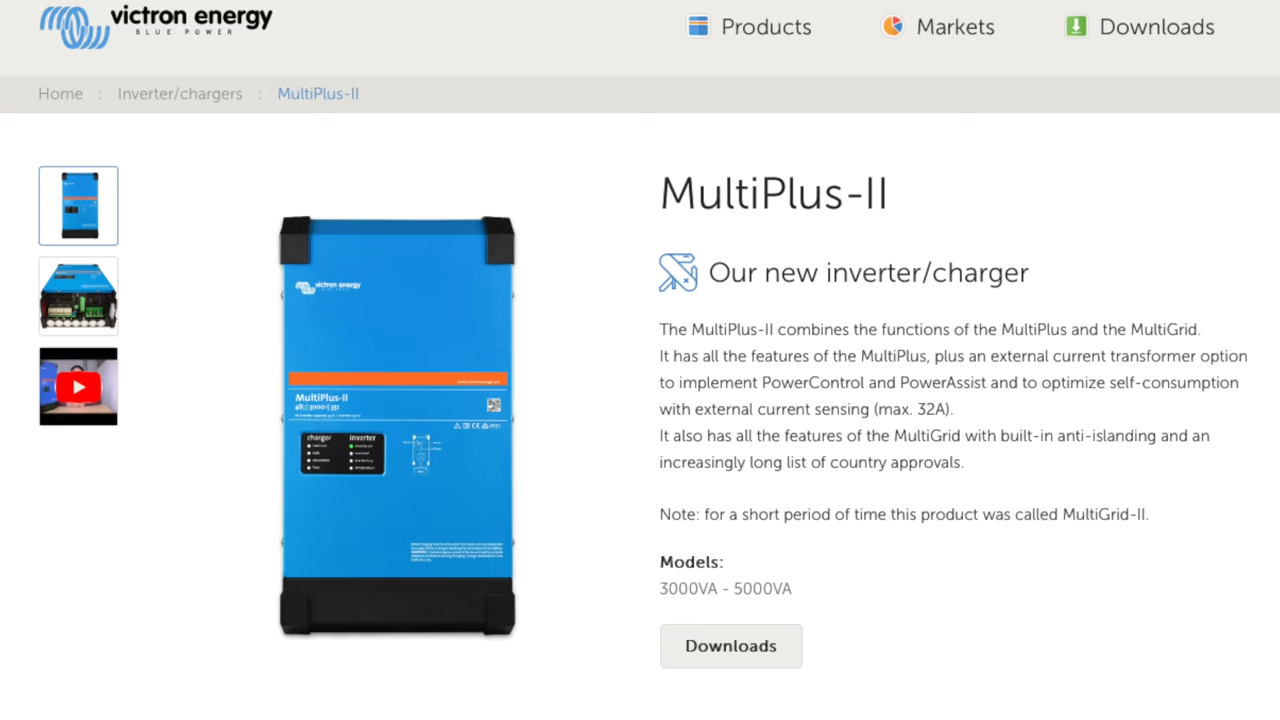 victron energy
BLUE POWER
Products
Markets
Downloads
Home : Inverter/chargers : MultiPlus-II
MultiPlus-II
Our new inverter/charger
The MultiPlus-II combines the functions of the MultiPlus and the MultiGrid.
It has all the features of the MultiPlus, plus an external current transformer option
to implement PowerControl and PowerAssist and to optimize self-consumption
with external current sensing (max. 32A).
It also has all the features of the MultiGrid with built-in anti-islanding and an
increasingly long list of country approvals.
Note: for a short period of time this product was called MultiGrid-II.
Models:
3000VA - 5000VA
Downloads
victron energy
MultiPlus-II
charger
inverter